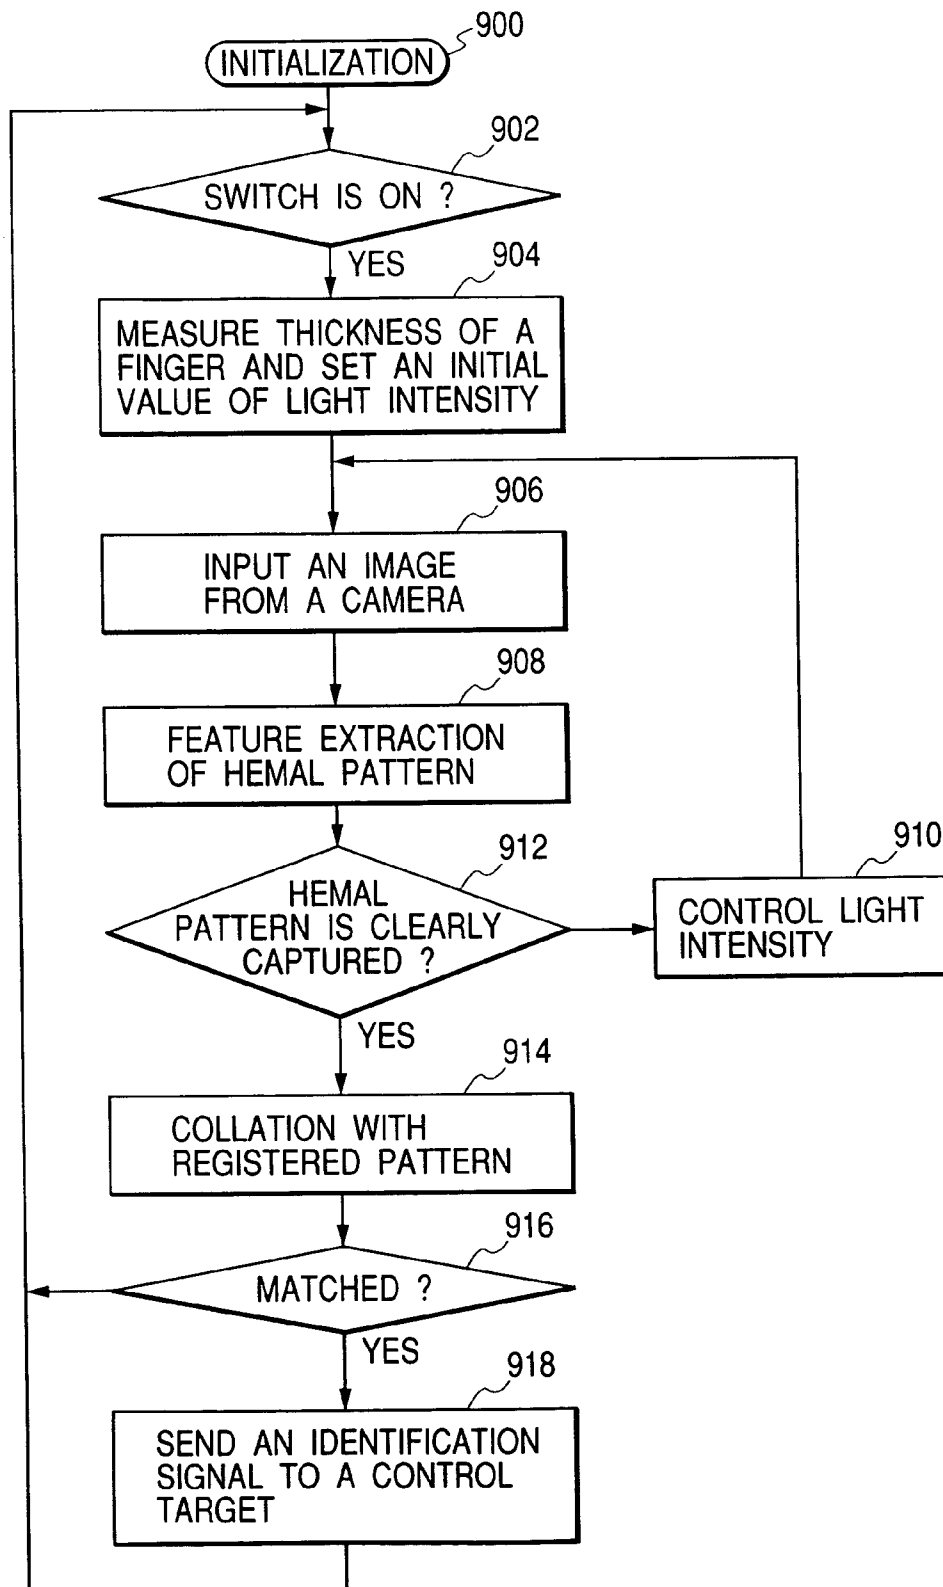 900
INITIALIZATION
902
SWITCH IS ON ?
YES
904
MEASURE THICKNESS OF A
FINGER AND SET AN INITIAL
VALUE OF LIGHT INTENSITY
906
INPUT AN IMAGE
FROM A CAMERA
908
FEATURE EXTRACTION
OF HEMAL PATTERN
912
HEMAL
PATTERN IS CLEARLY
CAPTURED ?
910
CONTROL LIGHT
INTENSITY
YES
914
COLLATION WITH
REGISTERED PATTERN
916
MATCHED ?
YES
918
SEND AN IDENTIFICATION
SIGNAL TO A CONTROL
TARGET